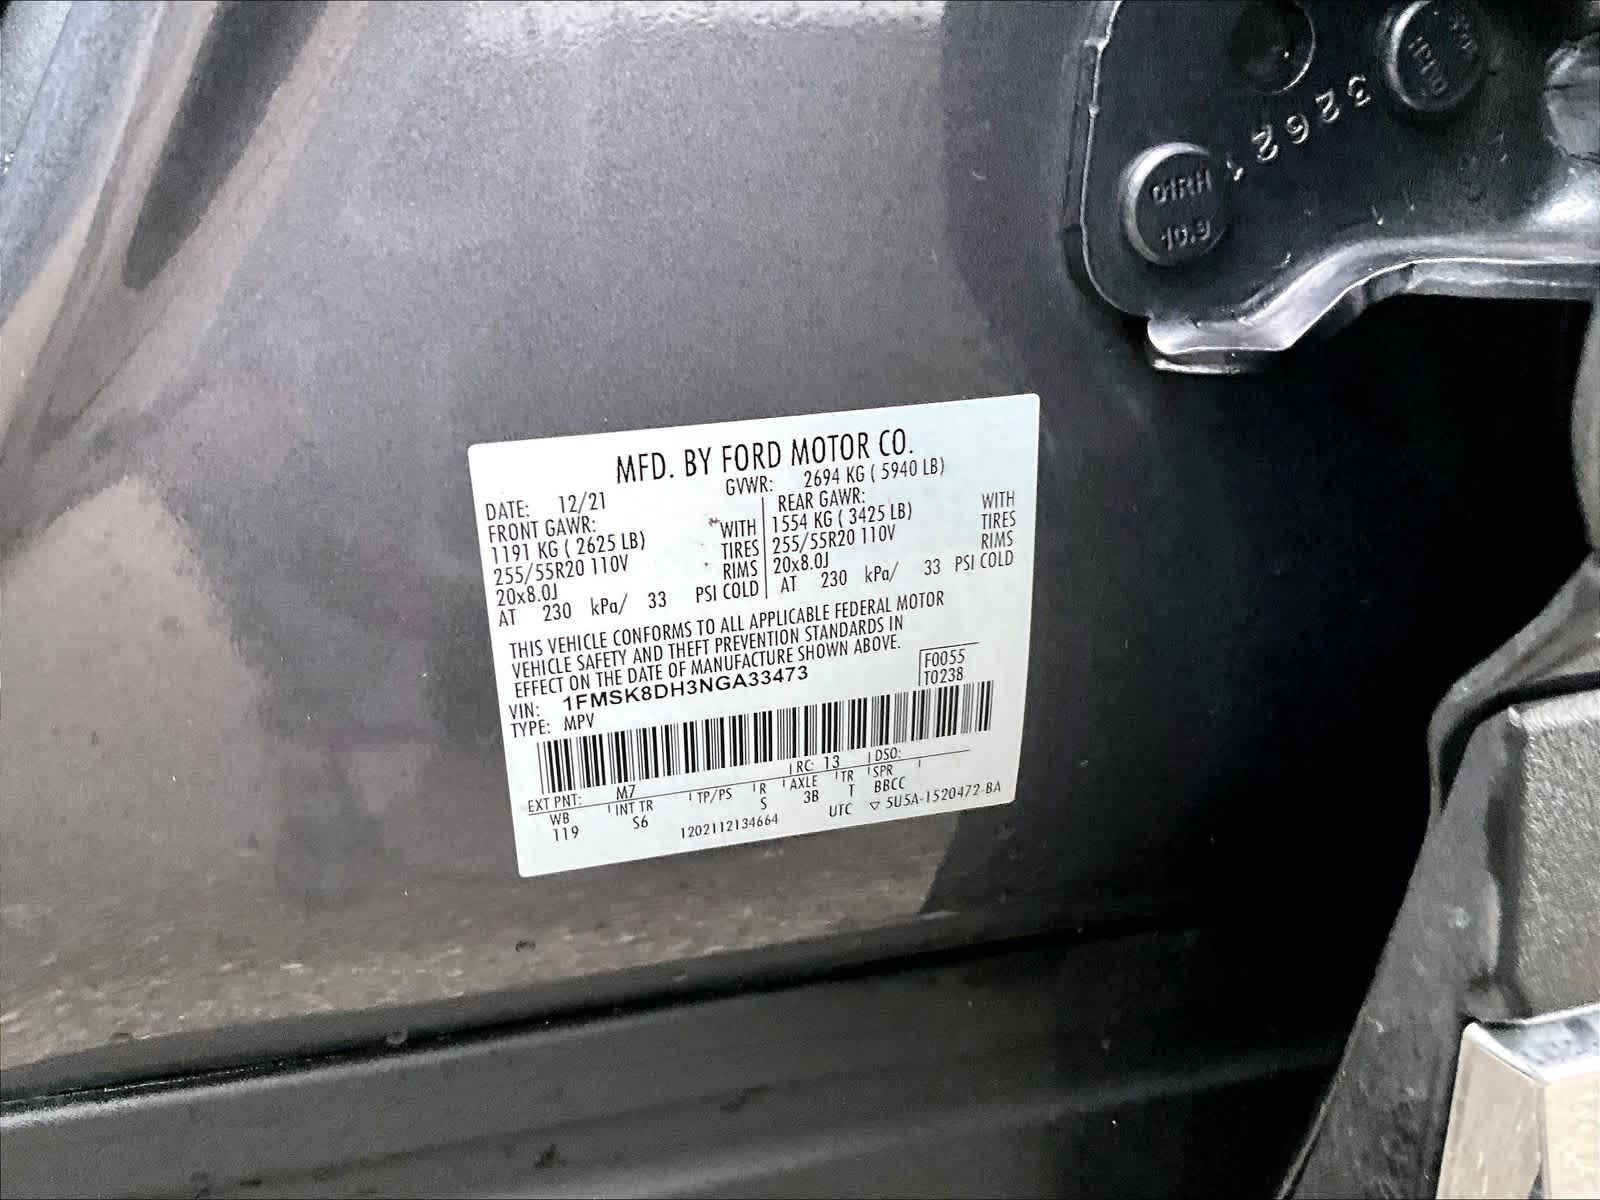 32621
01RH
10.9
MFD. BY FORD MOTOR CO.
DATE: 12/21 GVWR: 2694 KG ( 5940 LB)
FRONT GAWR: WITH REAR GAWR: WITH
1191 KG ( 2625 LB) TIRES 1554 KG ( 3425 LB) TIRES
255/55R20 110V RIMS 255/55R20 110V RIMS
20x8.0J 20x8.0J
AT 230 kPa/ 33 PSI COLD AT 230 kPa/ 33 PSI COLD
THIS VEHICLE CONFORMS TO ALL APPLICABLE FEDERAL MOTOR
VEHICLE SAFETY AND THEFT PREVENTION STANDARDS IN
EFFECT ON THE DATE OF MANUFACTURE SHOWN ABOVE.
F0055
VIN: 1FMSK8DH3NGA33473 T0238
TYPE: MPV
RC: 13 DSO:
EXT PNT: M7
WB INT TR TP/PS R AXLE TR SPR
119 S6 S 3B T BBCC
1202112134664 UTC ▽ 5U5A-1520472-BA